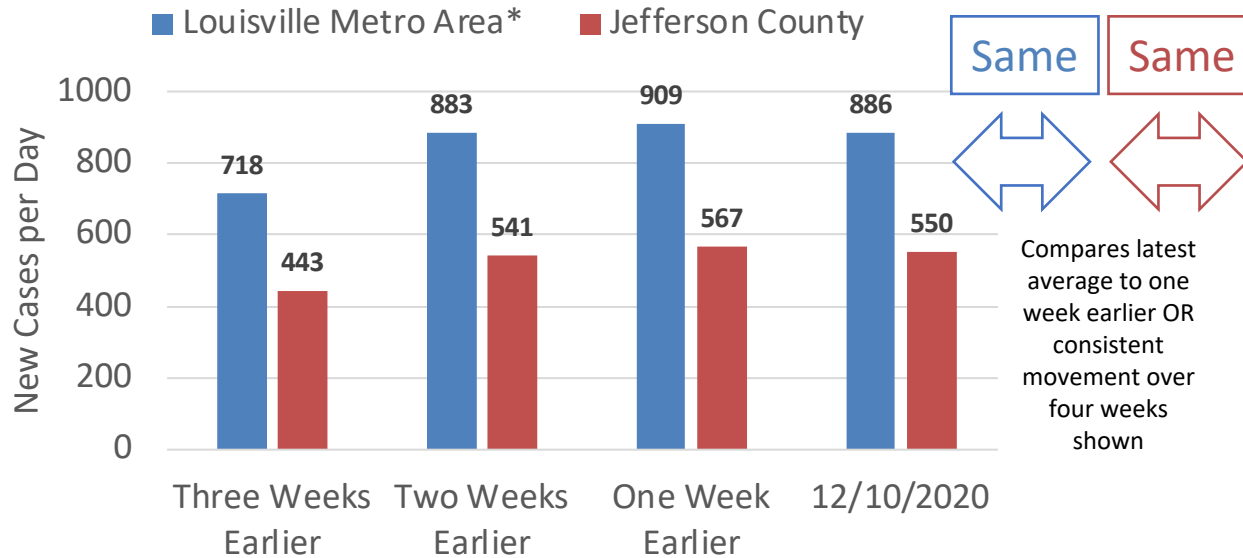 Louisville Metro Area*
Jefferson County
Same
Same
New Cases per Day
1000
800
600
400
200
0
718
443
883
541
909
567
886
550
Three Weeks
Earlier
Two Weeks
Earlier
One Week
Earlier
12/10/2020
Compares latest
average to one
week earlier OR
consistent
movement over
four weeks
shown